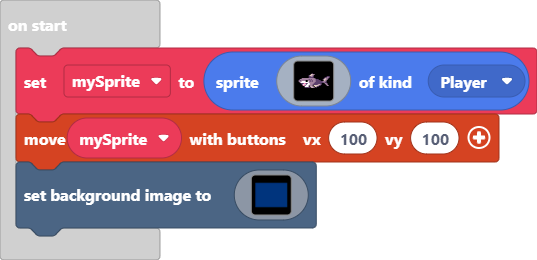 on start
set mySprite to sprite of kind Player
move mySprite with buttons vx 100 vy 100
set background image to